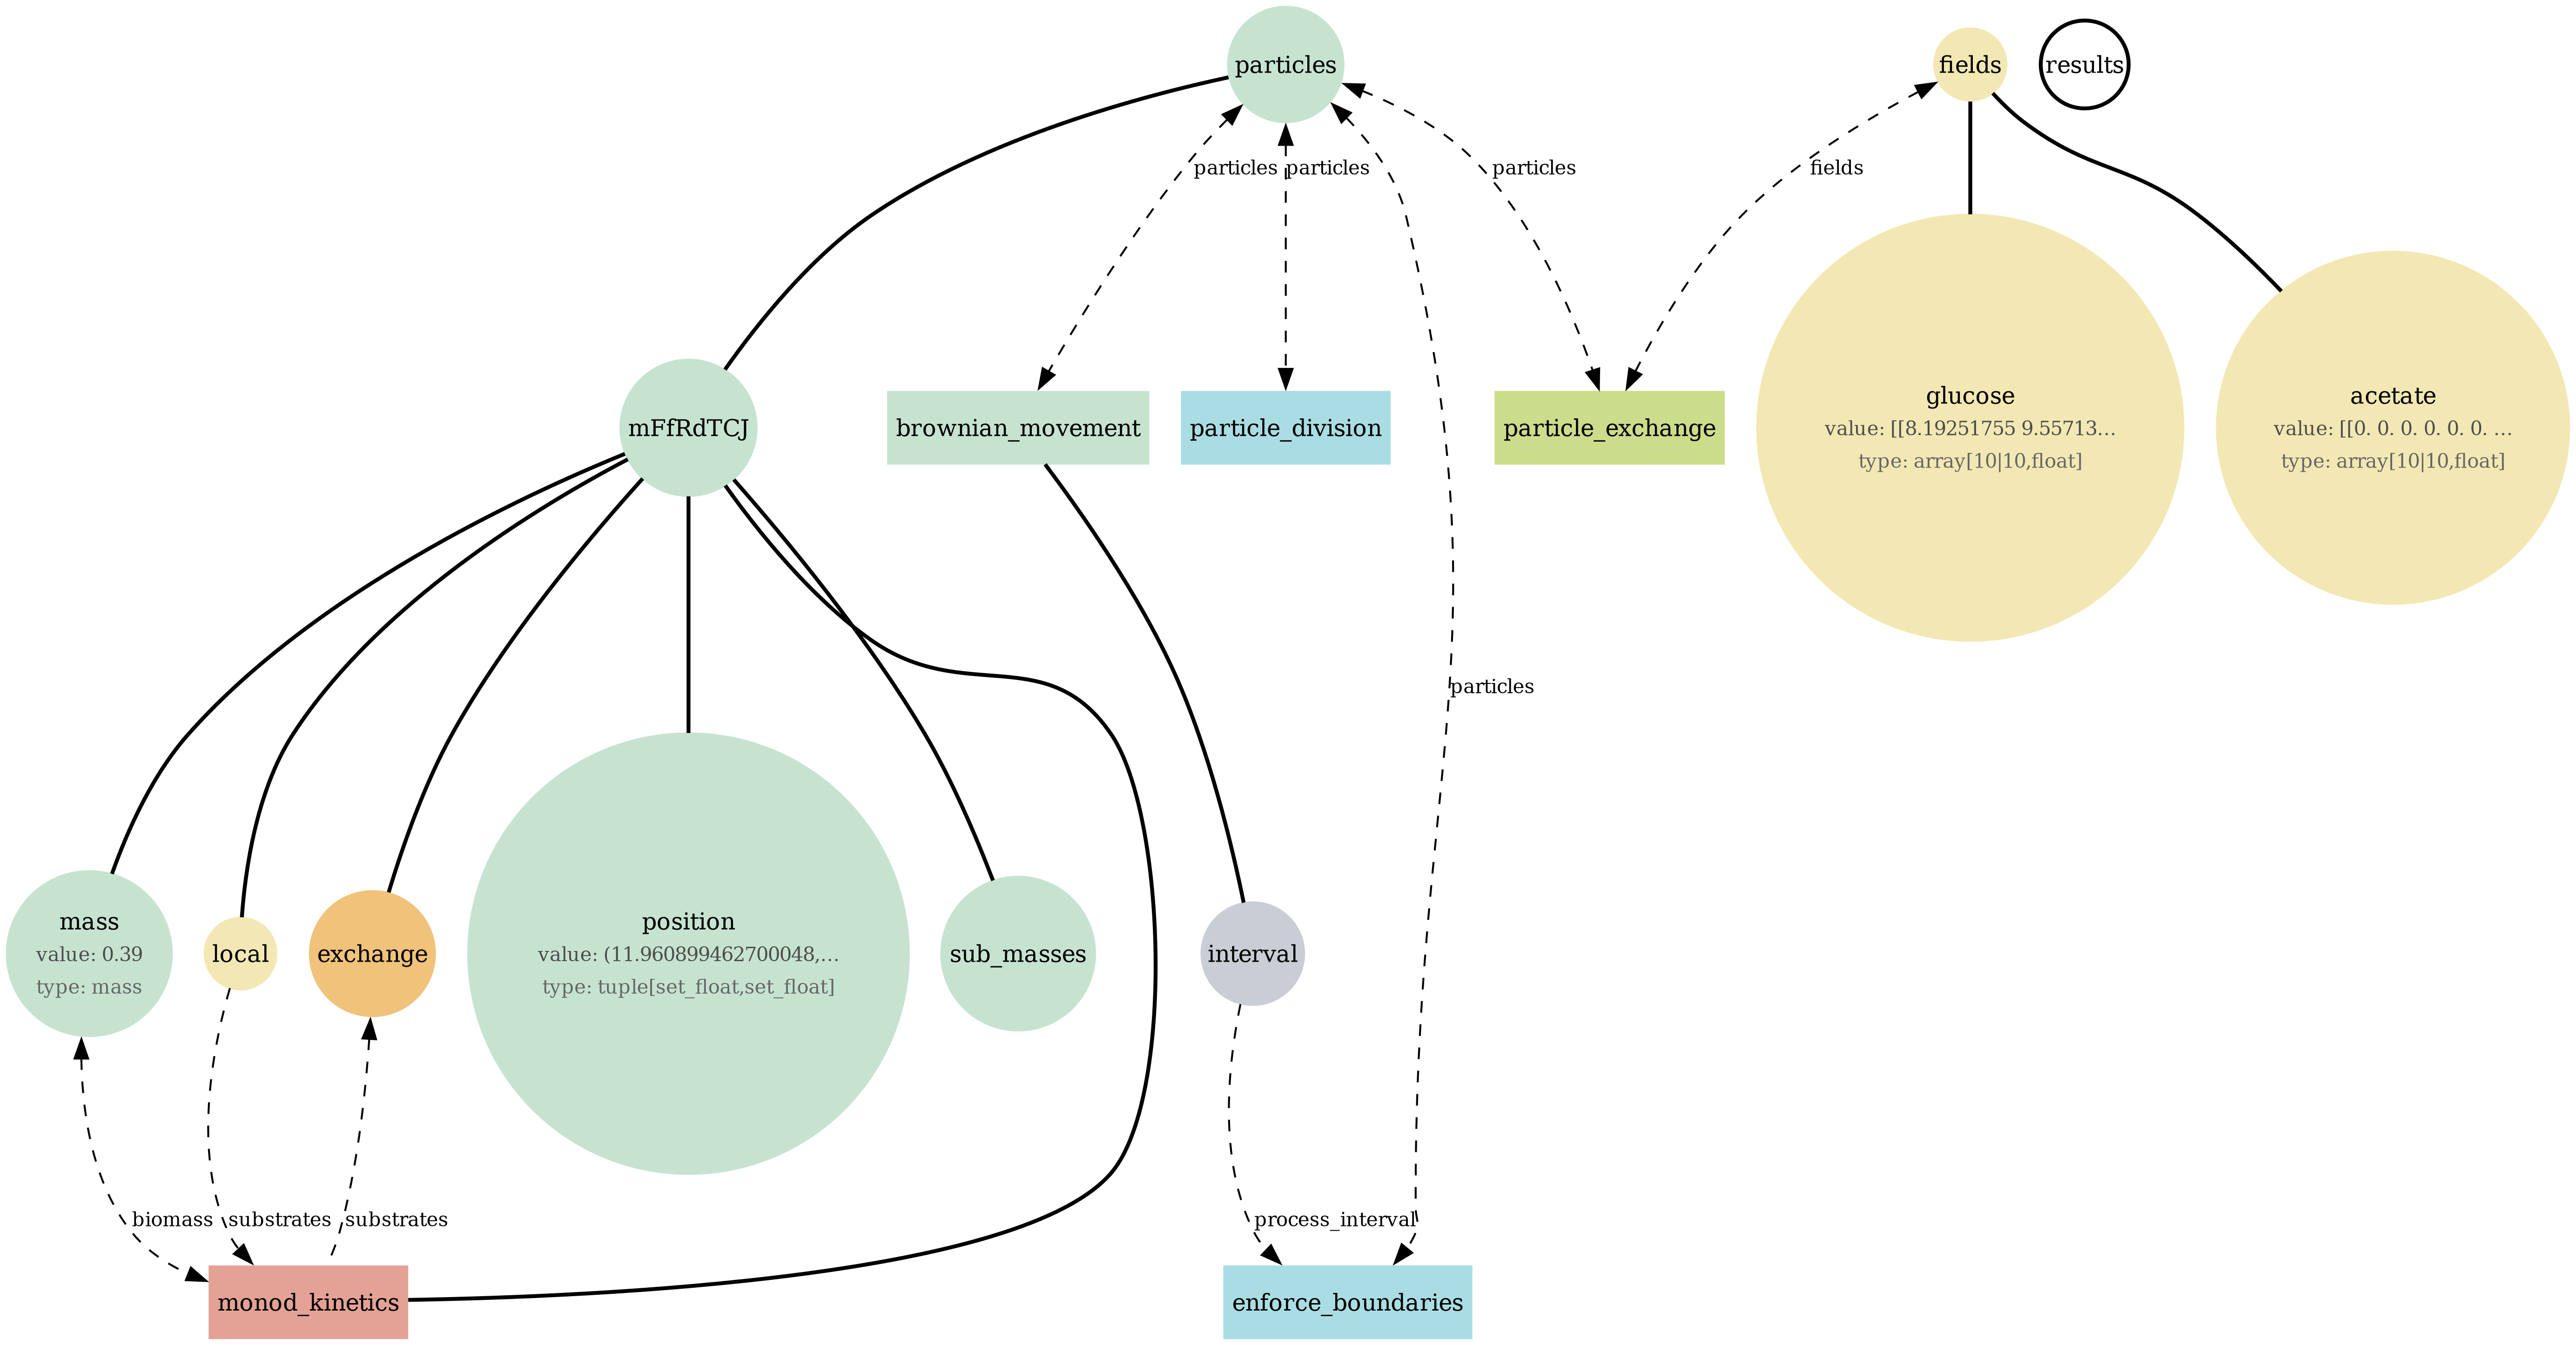 particles
fields
results
particles
particles
particles
fields
mFfRdTCJ
brownian_movement
particle_division
particle_exchange
glucose
value: [[8.19251755 9.55713…
type: array[10|10,float]
acetate
value: [[0. 0. 0. 0. 0. 0. …
type: array[10|10,float]
particles
mass
value: 0.39
type: mass
local
exchange
position
value: (11.960899462700048,…
type: tuple[set_float,set_float]
sub_masses
interval
biomass
substrates
substrates
process_interval
monod_kinetics
enforce_boundaries